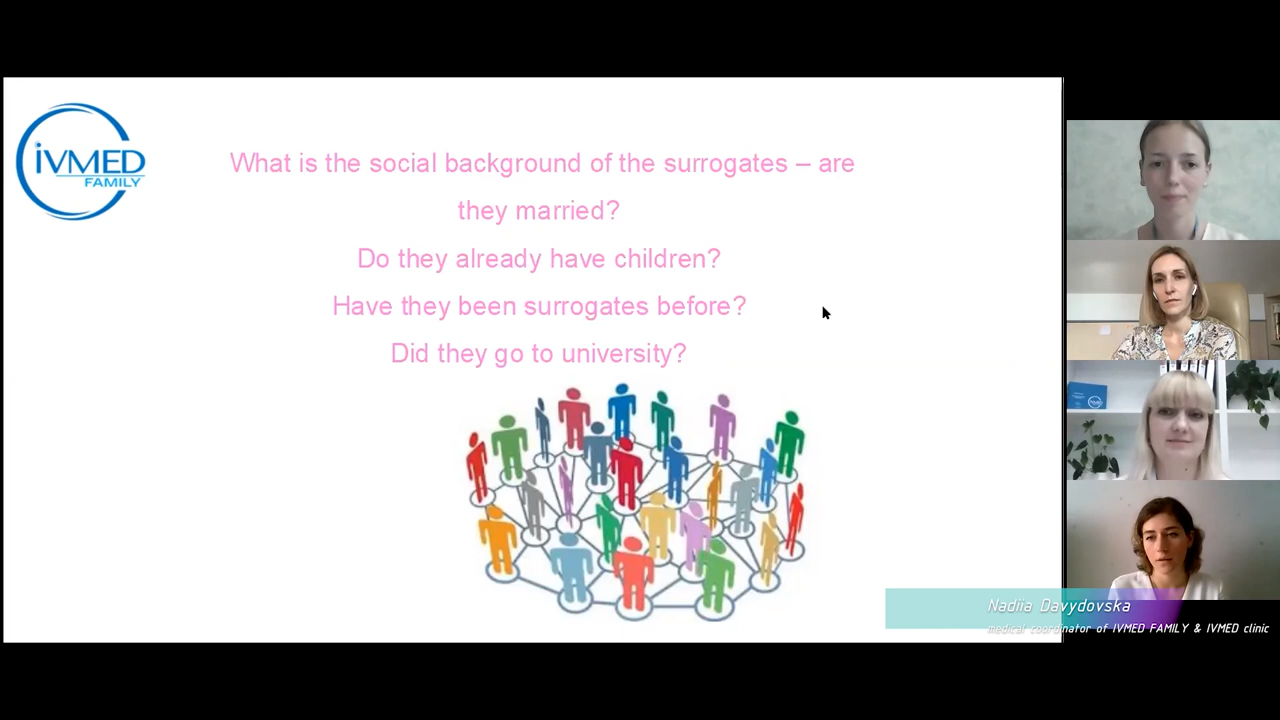 iVMED
FAMILY
What is the social background of the surrogates – are
they married?
Do they already have children?
Have they been surrogates before?
Did they go to university?
Nadiia Davydovska
medical coordinator of IVMED FAMILY & IVMED clinic